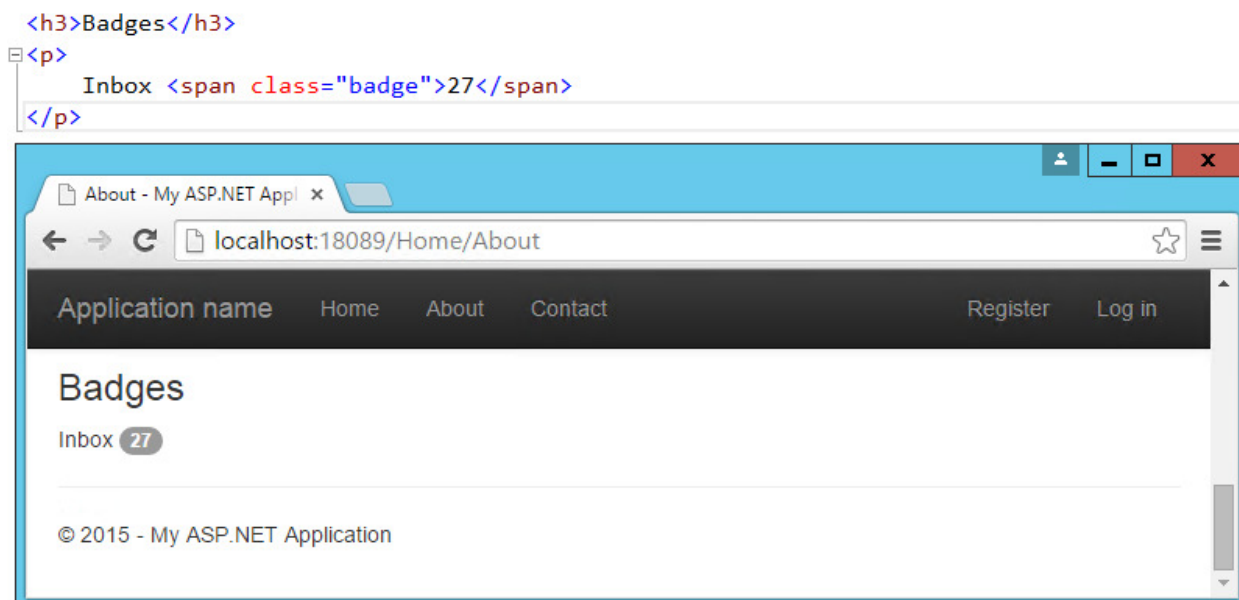 <h3>Badges</h3>
<p>
Inbox <span class="badge">27</span>
</p>
About - My ASP.NET Appl
localhost:18089/Home/About
Application name Home About Contact Register Log in
Badges
Inbox 27
© 2015 - My ASP.NET Application